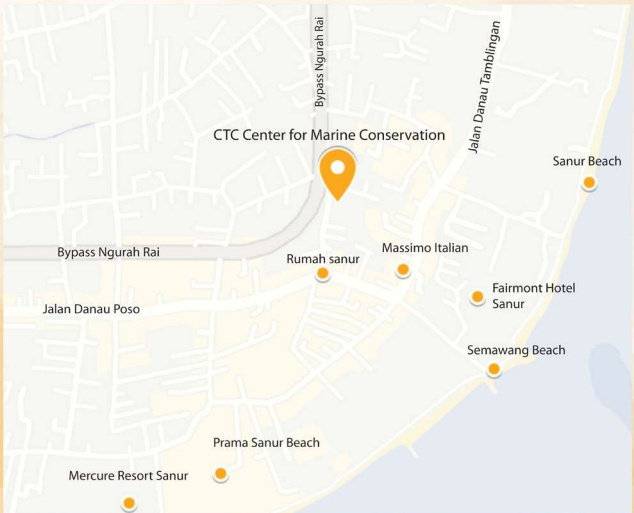 Bypass Ngurah Rai
Jalan Danau Tamblingan
CTC Center for Marine Conservation
Sanur Beach
Bypass Ngurah Rai
Rumah sanur
Massimo Italian
Fairmont Hotel
Sanur
Jalan Danau Poso
Semawang Beach
Prama Sanur Beach
Mercure Resort Sanur